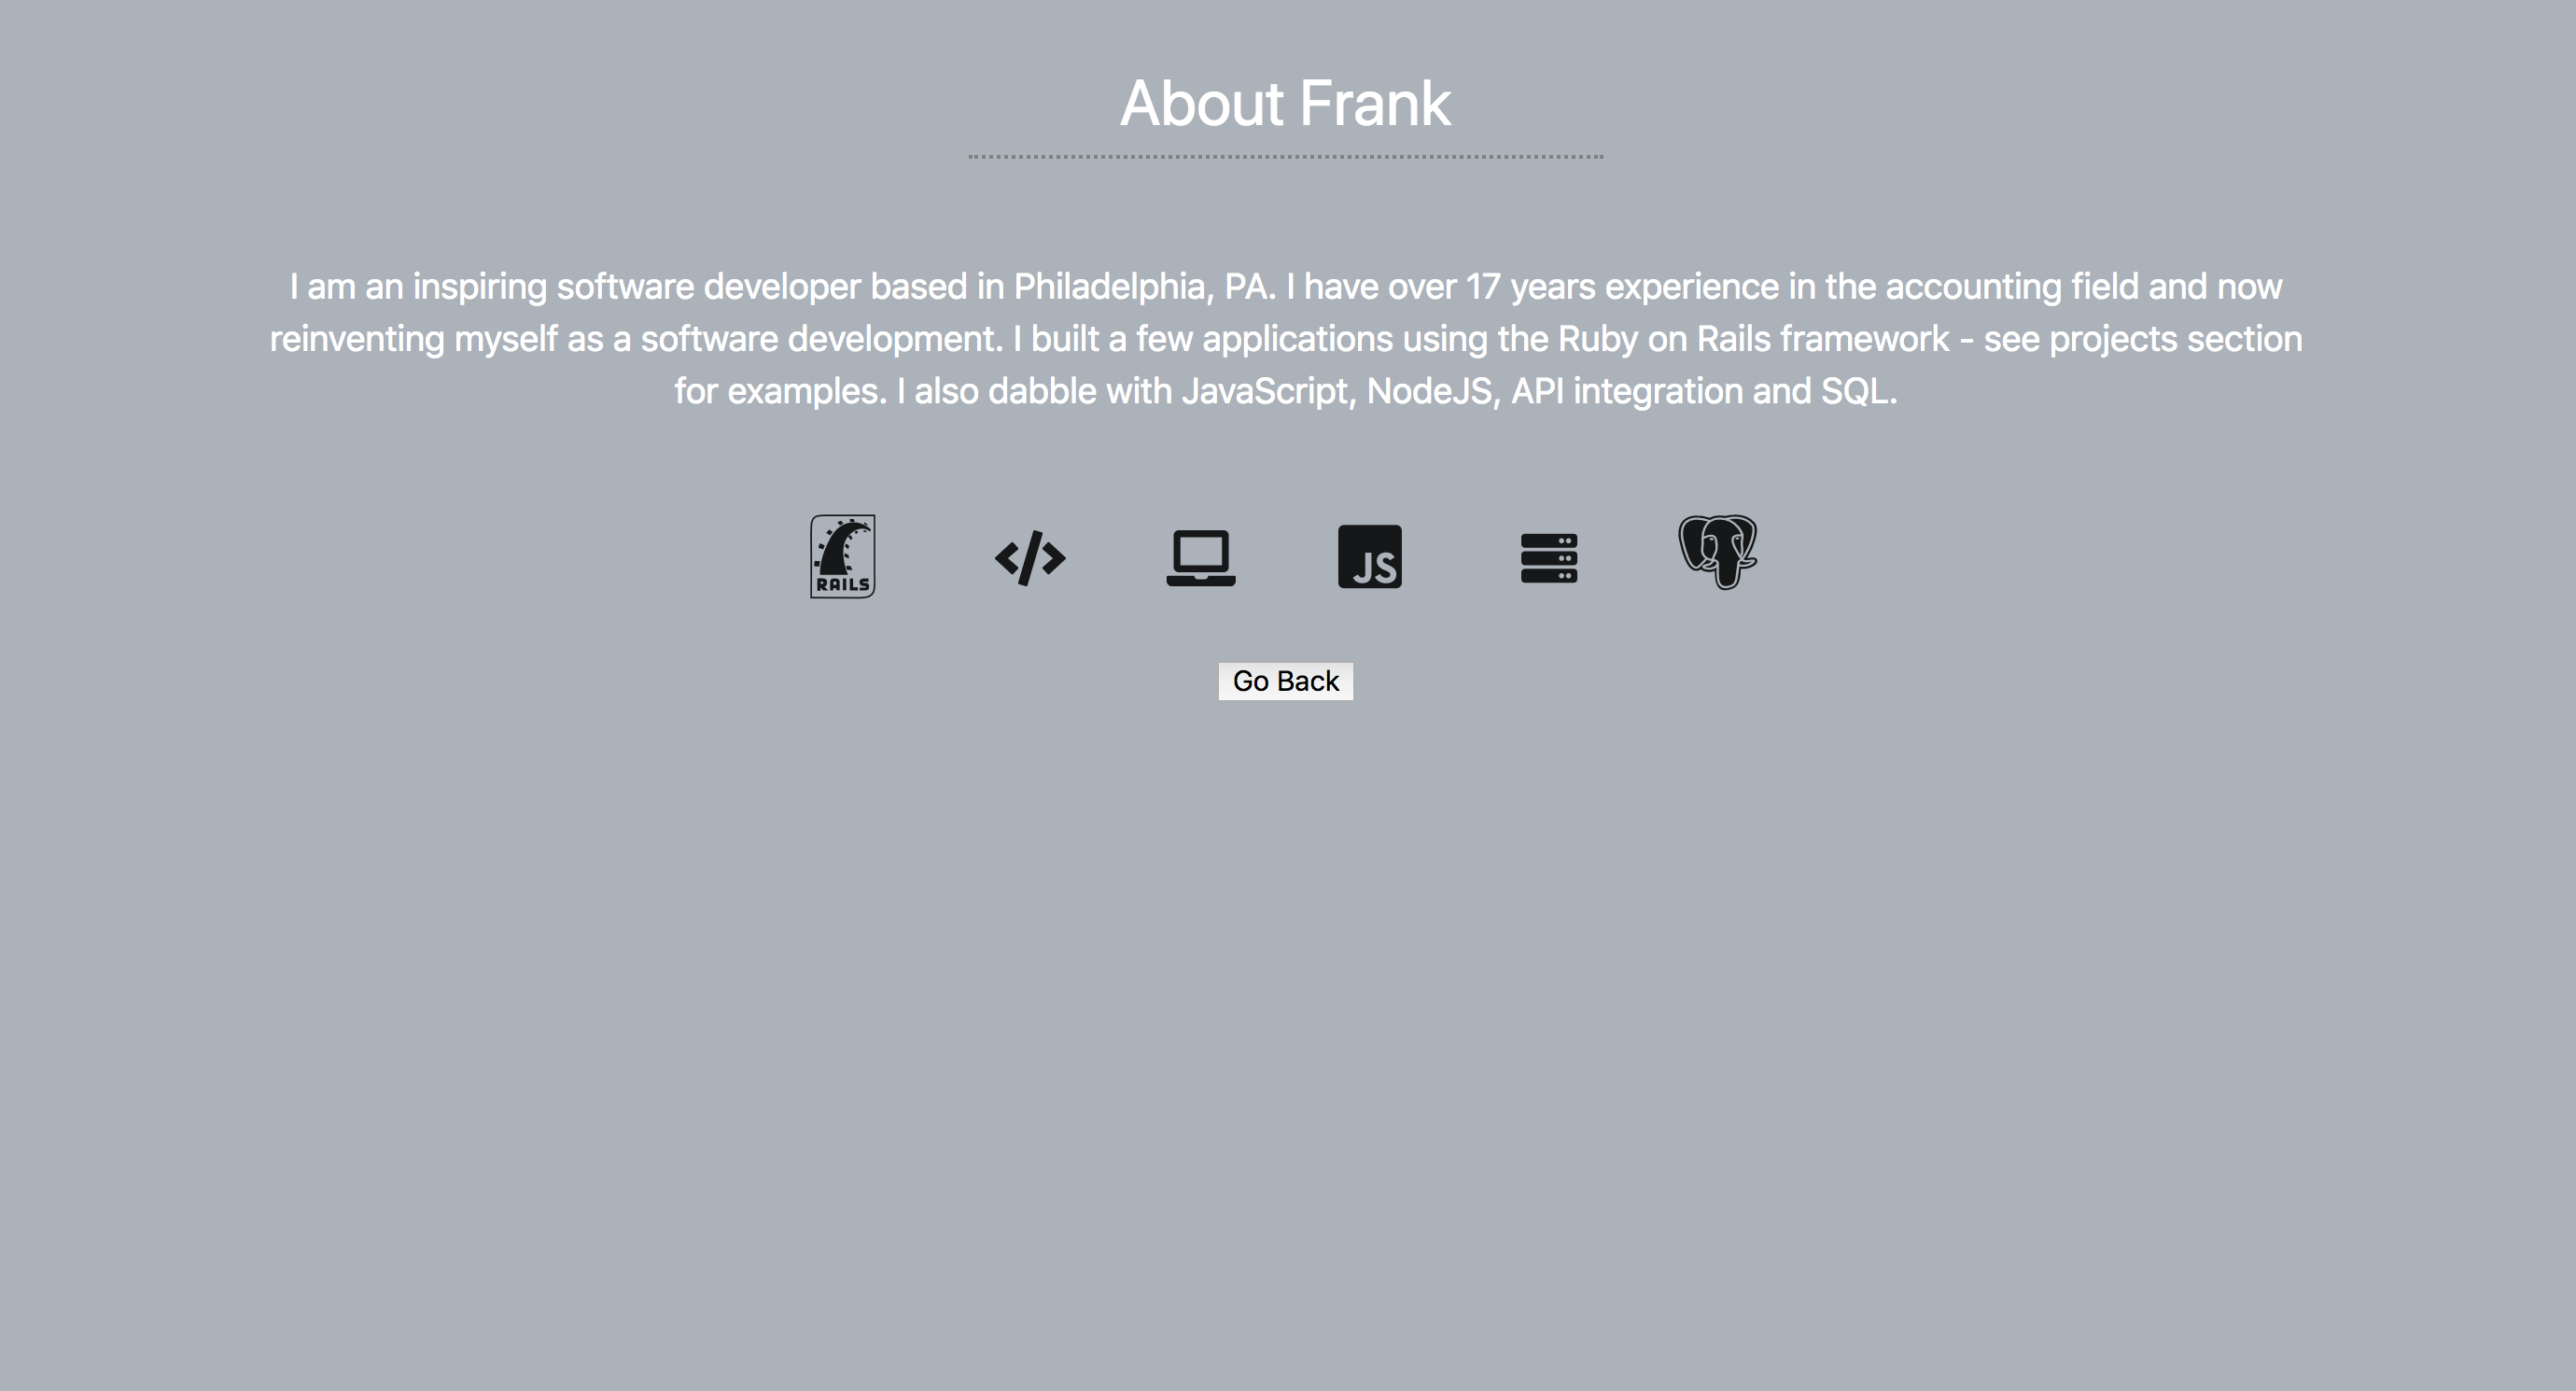 About Frank
I am an inspiring software developer based in Philadelphia, PA. I have over 17 years experience in the accounting field and now
reinventing myself as a software development. I built a few applications using the Ruby on Rails framework - see projects section
for examples. I also dabble with JavaScript, NodeJS, API integration and SQL.
RAILS
</>
JS
Go Back